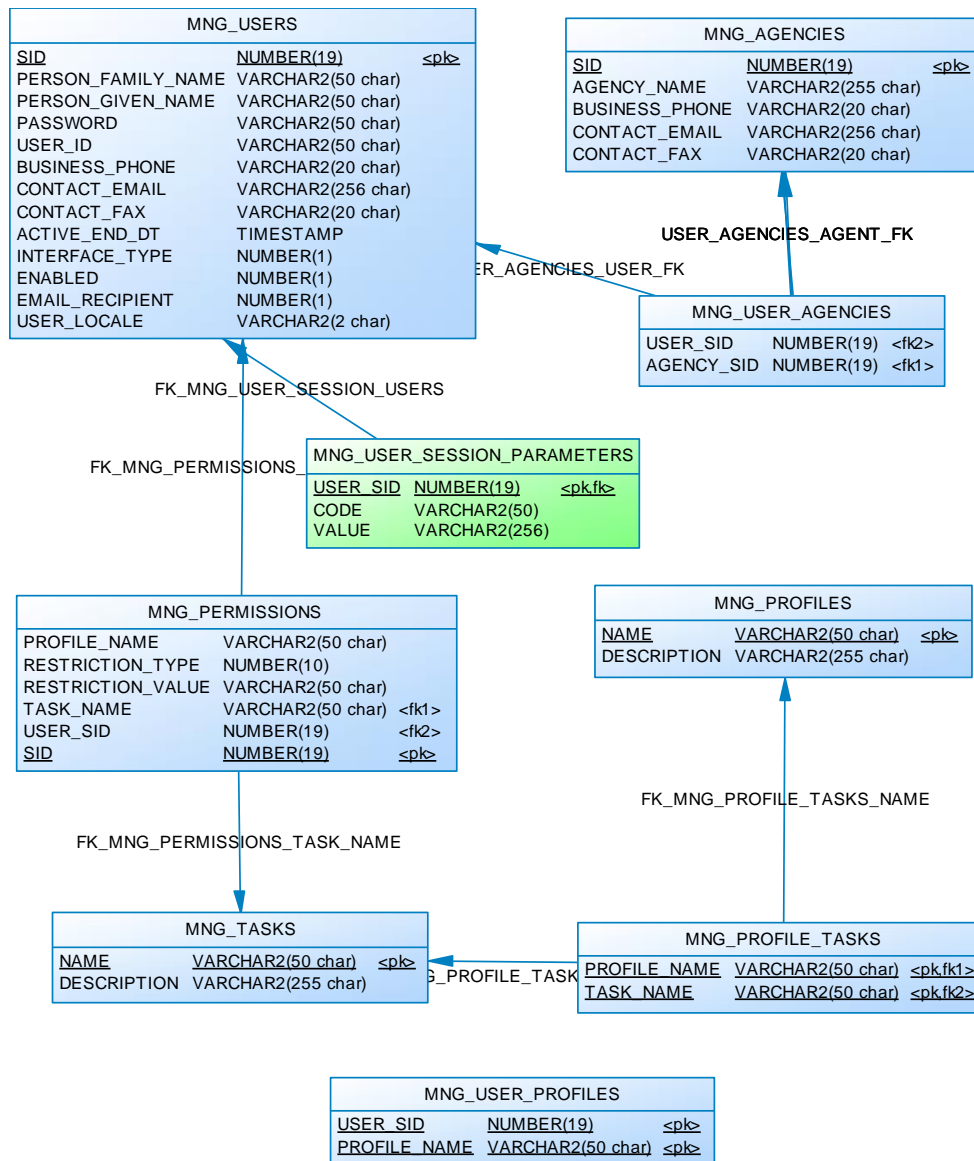 MNG_USERS
SID NUMBER(19) <pk>
PERSON_FAMILY_NAME VARCHAR2(50 char)
PERSON_GIVEN_NAME VARCHAR2(50 char)
PASSWORD VARCHAR2(50 char)
USER_ID VARCHAR2(50 char)
BUSINESS_PHONE VARCHAR2(20 char)
CONTACT_EMAIL VARCHAR2(256 char)
CONTACT_FAX VARCHAR2(20 char)
ACTIVE_END_DT TIMESTAMP
INTERFACE_TYPE NUMBER(1)
ENABLED NUMBER(1)
EMAIL_RECIPIENT NUMBER(1)
USER_LOCALE VARCHAR2(2 char)
MNG_AGENCIES
SID NUMBER(19) <pk>
AGENCY_NAME VARCHAR2(255 char)
BUSINESS_PHONE VARCHAR2(20 char)
CONTACT_EMAIL VARCHAR2(256 char)
CONTACT_FAX VARCHAR2(20 char)
USER_AGENCIES_AGENT_FK
ER_AGENCIES_USER_FK
MNG_USER_AGENCIES
USER_SID NUMBER(19) <fk2>
AGENCY_SID NUMBER(19) <fk1>
FK_MNG_USER_SESSION_USERS
FK_MNG_PERMISSIONS_
MNG_USER_SESSION_PARAMETERS
USER_SID NUMBER(19) <pk,fk>
CODE VARCHAR2(50)
VALUE VARCHAR2(256)
MNG_PERMISSIONS
PROFILE_NAME VARCHAR2(50 char)
RESTRICTION_TYPE NUMBER(10)
RESTRICTION_VALUE VARCHAR2(50 char)
TASK_NAME VARCHAR2(50 char) <fk1>
USER_SID NUMBER(19) <fk2>
SID NUMBER(19) <pk>
MNG_PROFILES
NAME VARCHAR2(50 char) <pk>
DESCRIPTION VARCHAR2(255 char)
FK_MNG_PROFILE_TASKS_NAME
FK_MNG_PERMISSIONS_TASK_NAME
MNG_TASKS
NAME VARCHAR2(50 char) <pk>
DESCRIPTION VARCHAR2(255 char)
G_PROFILE_TASK
MNG_PROFILE_TASKS
PROFILE_NAME VARCHAR2(50 char) <pk,fk1>
TASK_NAME VARCHAR2(50 char) <pk,fk2>
MNG_USER_PROFILES
USER_SID NUMBER(19) <pk>
PROFILE_NAME VARCHAR2(50 char) <pk>